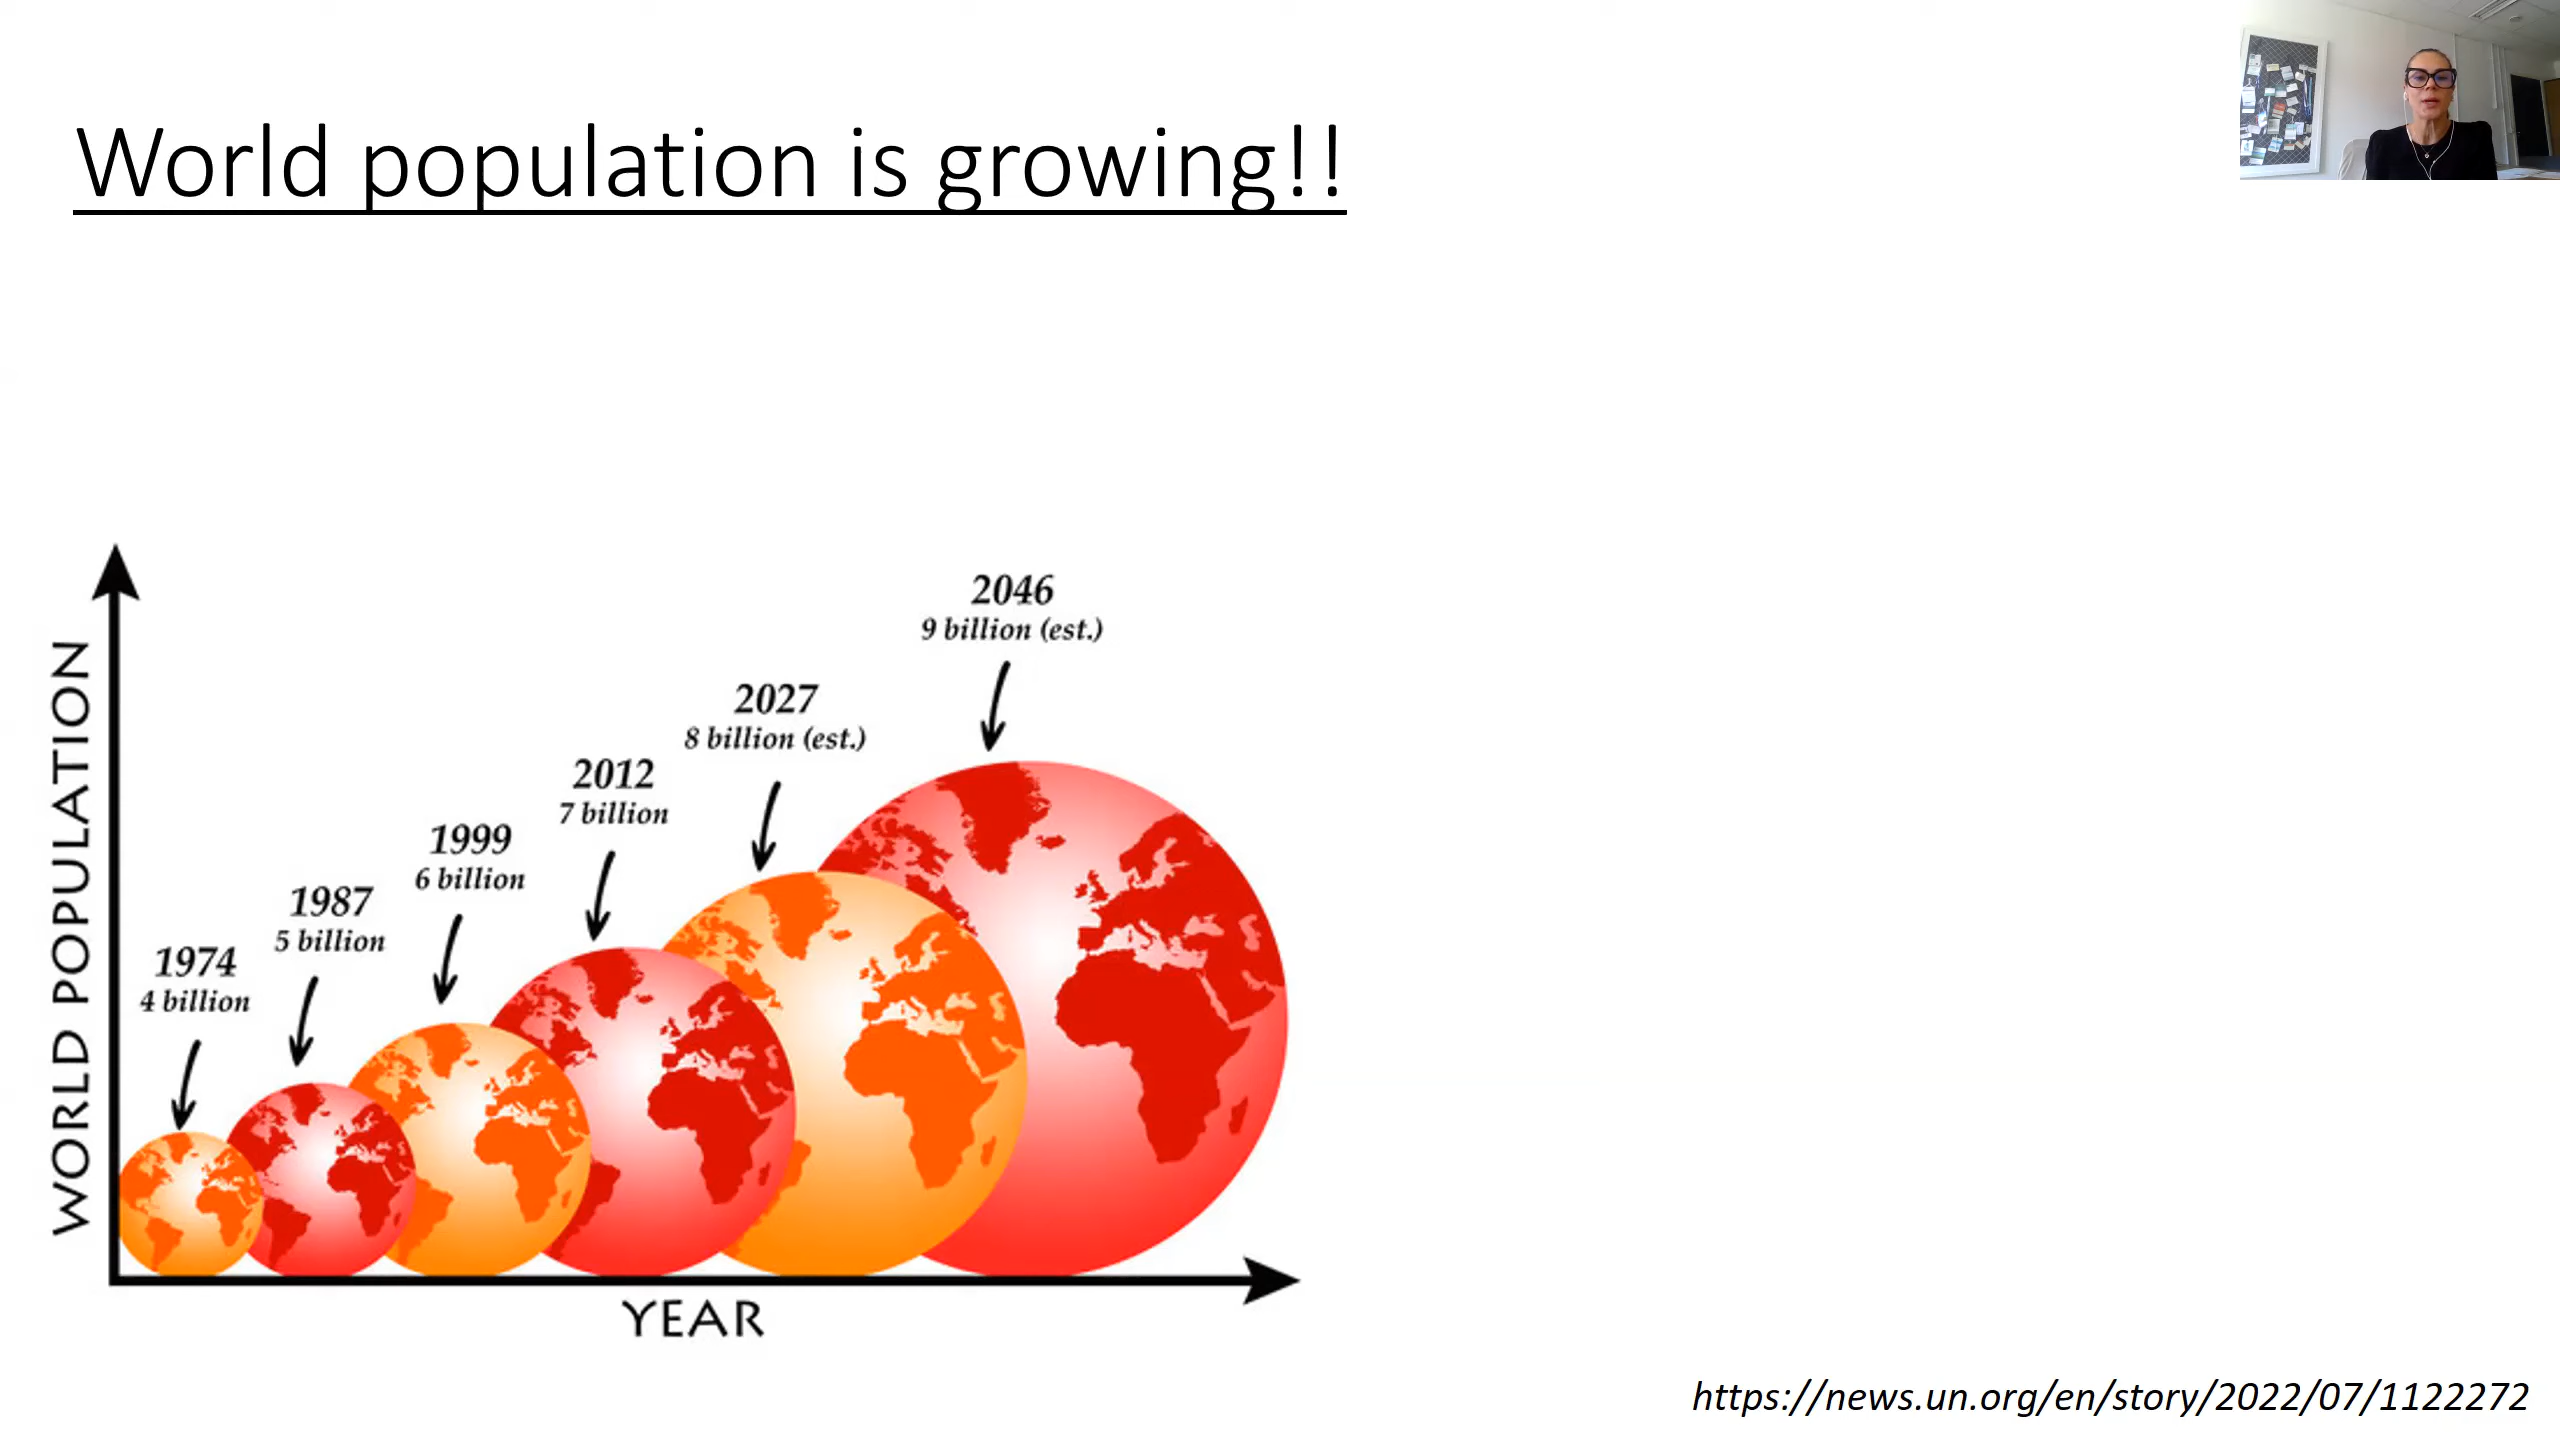 World population is growing!!
WORLD POPULATION
1974
4 billion
1987
5 billion
1999
6 billion
2012
7 billion
2027
8 billion (est.)
2046
9 billion (est.)
YEAR
https://news.un.org/en/story/2022/07/1122272